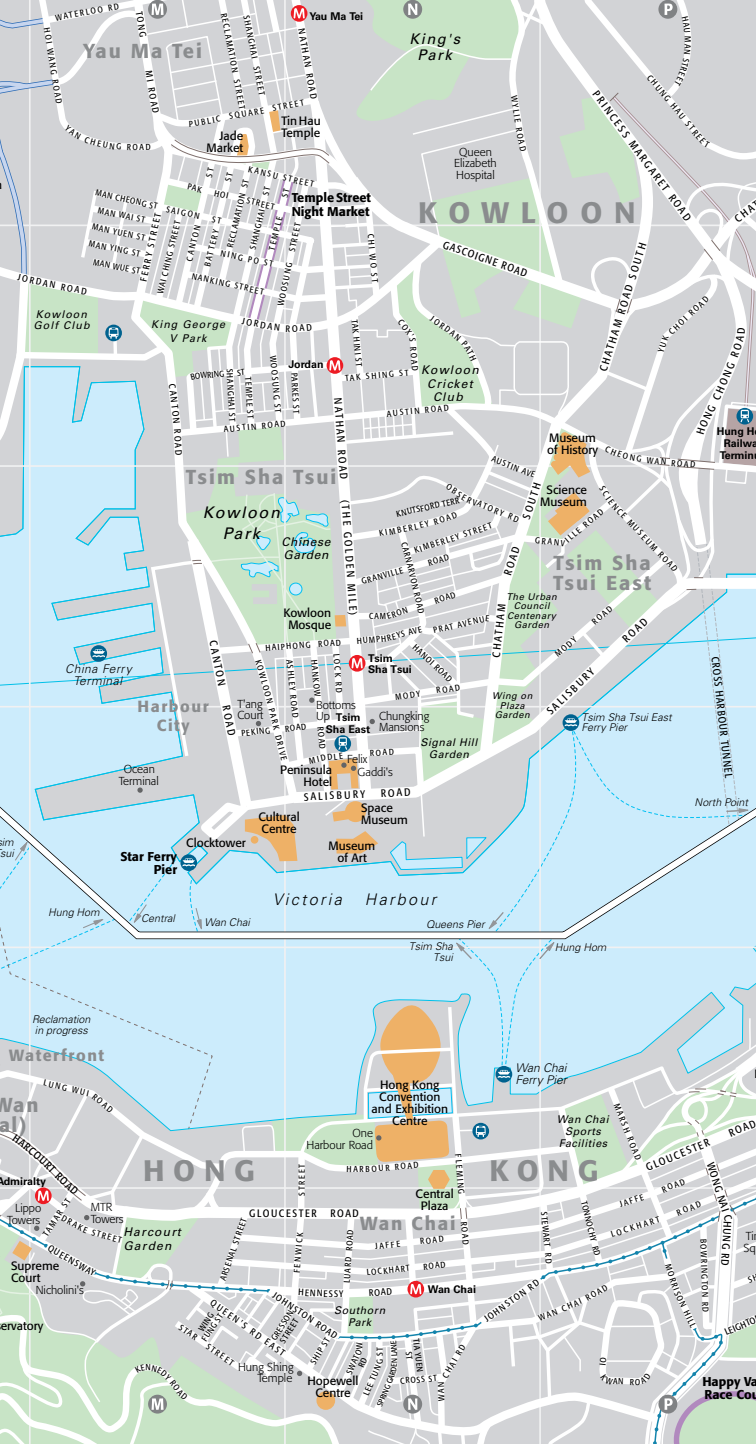 M
N
P
WATERLOO RD
TONG
MI ROAD
HOI WANG ROAD
RECLAMATION STREET
SHANGHAI STREET
NATHAN ROAD
M Yau Ma Tei
Yau Ma Tei
King's
Park
HAU MAN STREET
CHUNG HAU STREET
PUBLIC SQUARE STREET
Tin Hau
Temple
Jade
Market
YAN CHEUNG ROAD
WYLIE ROAD
PRINCESS MARGARET ROAD
Queen
Elizabeth
Hospital
KANSU STREET
PAK HOI STREET
SAIGON ST
MAN CHEONG ST
MAN WAI ST
MAN YUEN ST
MAN YING ST
MAN WUE ST
FERRY STREET
WAI CHING STREET
CANTON
BATTERY ST
RECLAMATION ST
SHANGHAI ST
TEMPLE ST
WOOSUNG STREET
NING PO ST
NANKING STREET
Temple Street
Night Market
KOWLOON
CHI WO ST
GASCOIGNE ROAD
JORDAN ROAD
CHATHAM ROAD SOUTH
YUK CHOI ROAD
HONG CHONG ROAD
Kowloon
Golf Club
King George
V Park
JORDAN ROAD
TAK HING ST
COX'S ROAD
JORDAN PATH
Jordan M
TAK SHING ST
Kowloon
Cricket
Club
BOWRING ST
SHANGHAI ST
TEMPLE ST
WOOSUNG ST
PARKES ST
CANTON ROAD
AUSTIN ROAD
AUSTIN ROAD
NATHAN ROAD (THE GOLDEN MILE)
Museum
of History
CHEONG WAN ROAD
AUSTIN AVE
Tsim Sha Tsui
Science
Museum
SCIENCE MUSEUM ROAD
OBSERVATORY RD
KNUTSFORD TERR
KIMBERLEY ROAD
KIMBERLEY STREET
GRANVILLE ROAD
Kowloon
Park
Chinese
Garden
CARNARVON ROAD
GRANVILLE ROAD
CHATHAM ROAD SOUTH
Tsim Sha
Tsui East
The Urban
Council
Centenary
Garden
CAMERON ROAD
Kowloon
Mosque
HUMPHREYS AVE
PRAT AVENUE
MODY ROAD
HAIPHONG ROAD
HANOI ROAD
M Tsim
Sha Tsui
China Ferry
Terminal
CANTON ROAD
KOWLOON PARK DRIVE
ASHLEY ROAD
HANKOW ROAD
LOCK RD
MODY ROAD
Wing on
Plaza
Garden
SALISBURY ROAD
CROSS HARBOUR TUNNEL
Harbour
City
T'ang
Court
Bottoms
Up
Tsim
Sha East
Chungking
Mansions
PEKING ROAD
Tsim Sha Tsui East
Ferry Pier
Signal Hill
Garden
MIDDLE ROAD
Felix
Gaddi's
Peninsula
Hotel
Ocean
Terminal
SALISBURY ROAD
North Point
Cultural
Centre
Space
Museum
Clocktower
Museum
of Art
Star Ferry
Pier
Victoria Harbour
Hung Hom
Central
Wan Chai
Queens Pier
Tsim Sha
Tsui
Hung Hom
Reclamation
in progress
Waterfront
Wan Chai
Ferry Pier
LUNG WUI ROAD
Hong Kong
Convention
and Exhibition
Centre
One
Harbour Road
Wan Chai
Sports
Facilities
MARSH ROAD
GLOUCESTER ROAD
HARCOURT ROAD
HONG KONG
HARBOUR ROAD
FLEMING ROAD
Central
Plaza
Admiralty
M
Lippo
Towers
MTR
Towers
TAMAR ST
DRAKE STREET
Harcourt
Garden
GLOUCESTER ROAD
Wan Chai
JAFFE ROAD
LOCKHART ROAD
WONG NAI CHUNG RD
ARSENAL STREET
FENWICK STREET
LUARD ROAD
JAFFE ROAD
LOCKHART ROAD
HENNESSY ROAD
STEWART RD
TONNOCHY RD
BOWRINGTON RD
MORRISON HILL
QUEENSWAY
Supreme
Court
Nicholini's
M Wan Chai
JOHNSTON ROAD
Southorn
Park
JOHNSTON RD
WAN CHAI ROAD
WING FUNG ST
STAR STREET
QUEEN'S RD EAST
GRESSON STREET
SHIP ST
SWATOW RD
LEE TUNG ST
SPRING GARDEN LANE
TAI YUEN ST
CROSS ST
WAN CHAI RD
OI KWAN ROAD
KENNEDY ROAD
Hung Shing
Temple
Hopewell
Centre
M
N
P